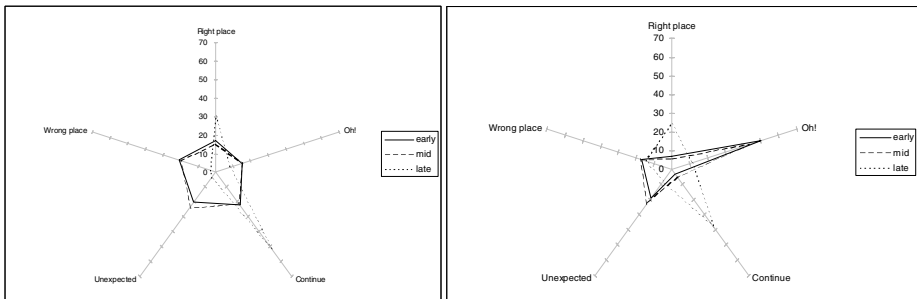 Right place
70
60
50
40
30
20
10
0
Wrong place
Oh!
Unexpected
Continue
early
mid
late
Right place
70
60
50
40
30
20
10
0
Wrong place
Oh!
Unexpected
Continue
early
mid
late